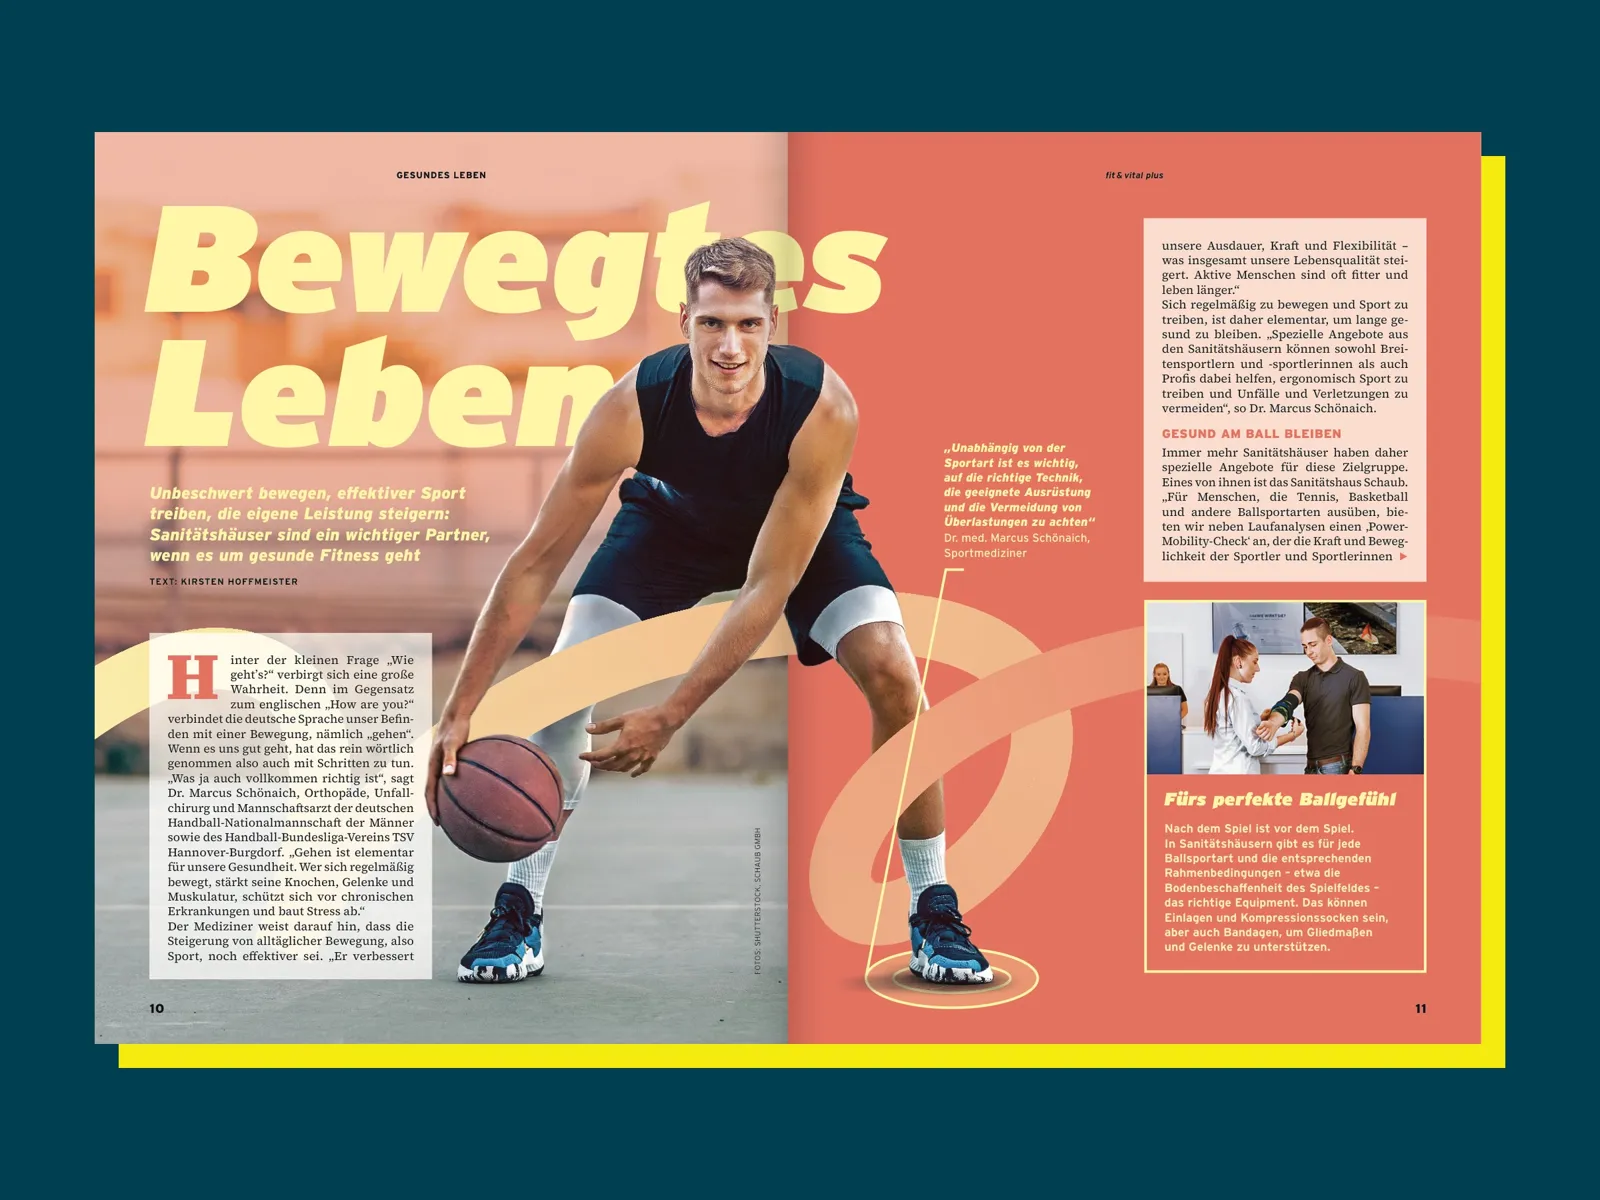 GESUNDES LEBEN
Bewegtes
Leben
Unbeschwert bewegen, effektiver Sport
treiben, die eigene Leistung steigern:
Sanitätshäuser sind ein wichtiger Partner,
wenn es um gesunde Fitness geht
TEXT: KIRSTEN HOFFMEISTER
Hinter der kleinen Frage „Wie
geht’s?“ verbirgt sich eine große
Wahrheit. Denn im Gegensatz
zum englischen „How are you?“
verbindet die deutsche Sprache unser Befin-
den mit einer Bewegung, nämlich „gehen“.
Wenn es uns gut geht, hat das rein wörtlich
genommen also auch mit Schritten zu tun.
„Was ja auch vollkommen richtig ist“, sagt
Dr. Marcus Schönaich, Orthopäde, Unfall-
chirurg und Mannschaftsarzt der deutschen
Handball-Nationalmannschaft der Männer
sowie des Handball-Bundesliga-Vereins TSV
Hannover-Burgdorf. „Gehen ist elementar
für unsere Gesundheit. Wer sich regelmäßig
bewegt, stärkt seine Knochen, Gelenke und
Muskulatur, schützt sich vor chronischen
Erkrankungen und baut Stress ab.“
Der Mediziner weist darauf hin, dass die
Steigerung von alltäglicher Bewegung, also
Sport, noch effektiver sei. „Er verbessert
FOTOS: SHUTTERSTOCK, SCHAUB GMBH
10
fit & vital plus
„Unabhängig von der
Sportart ist es wichtig,
auf die richtige Technik,
die geeignete Ausrüstung
und die Vermeidung von
Überlastungen zu achten“
Dr. med. Marcus Schönaich,
Sportmediziner
unsere Ausdauer, Kraft und Flexibilität –
was insgesamt unsere Lebensqualität stei-
gert. Aktive Menschen sind oft fitter und
leben länger.“
Sich regelmäßig zu bewegen und Sport zu
treiben, ist daher elementar, um lange ge-
sund zu bleiben. „Spezielle Angebote aus
den Sanitätshäusern können sowohl Brei-
tensportlern und -sportlerinnen als auch
Profis dabei helfen, ergonomisch Sport zu
treiben und Unfälle und Verletzungen zu
vermeiden“, so Dr. Marcus Schönaich.
GESUND AM BALL BLEIBEN
Immer mehr Sanitätshäuser haben daher
spezielle Angebote für diese Zielgruppe.
Eines von ihnen ist das Sanitätshaus Schaub.
„Für Menschen, die Tennis, Basketball
und andere Ballsportarten ausüben, bie-
ten wir neben Laufanalysen einen ‚Power-
Mobility-Check‘ an, der die Kraft und Beweg-
lichkeit der Sportler und Sportlerinnen ▶
Fürs perfekte Ballgefühl
Nach dem Spiel ist vor dem Spiel.
In Sanitätshäusern gibt es für jede
Ballsportart und die entsprechenden
Rahmenbedingungen – etwa die
Bodenbeschaffenheit des Spielfeldes –
das richtige Equipment. Das können
Einlagen und Kompressionssocken sein,
aber auch Bandagen, um Gliedmaßen
und Gelenke zu unterstützen.
11